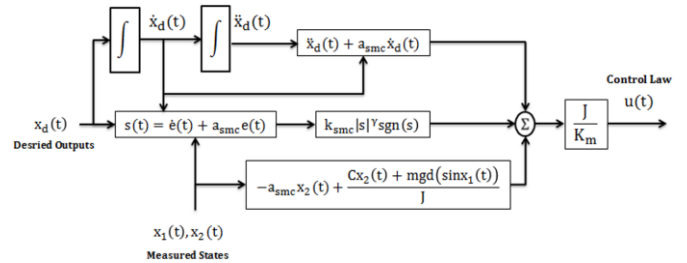 ∫ ẋd(t) ∫ ẍd(t) ẍd(t) + asmcẋd(t)
Control Law
u(t)
xd(t) s(t) = ė(t) + asmce(t) ksmc|s|γsgn(s) Σ J/Km
Desried Outputs
−asmcx2(t) + Cx2(t) + mgd(sinx1(t))/J
x1(t),x2(t)
Measured States